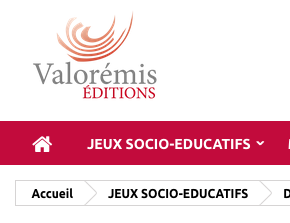 Valorémis
ÉDITIONS
JEUX SOCIO-EDUCATIFS
Accueil JEUX SOCIO-EDUCATIFS